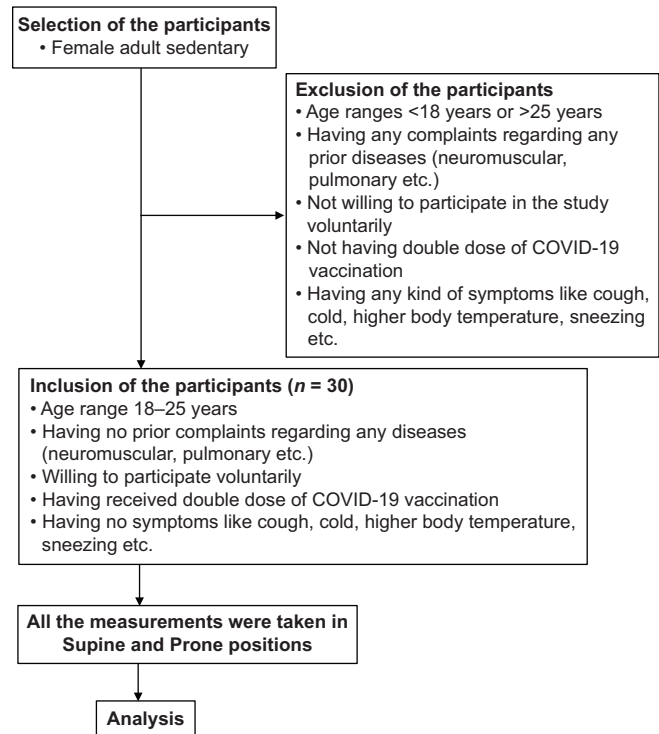 Selection of the participants
• Female adult sedentary
Exclusion of the participants
• Age ranges <18 years or >25 years
• Having any complaints regarding any
prior diseases (neuromuscular,
pulmonary etc.)
• Not willing to participate in the study
voluntarily
• Not having double dose of COVID-19
vaccination
• Having any kind of symptoms like cough,
cold, higher body temperature, sneezing
etc.
Inclusion of the participants (n = 30)
• Age range 18–25 years
• Having no prior complaints regarding any diseases
(neuromuscular, pulmonary etc.)
• Willing to participate voluntarily
• Having received double dose of COVID-19 vaccination
• Having no symptoms like cough, cold, higher body temperature,
sneezing etc.
All the measurements were taken in
Supine and Prone positions
Analysis